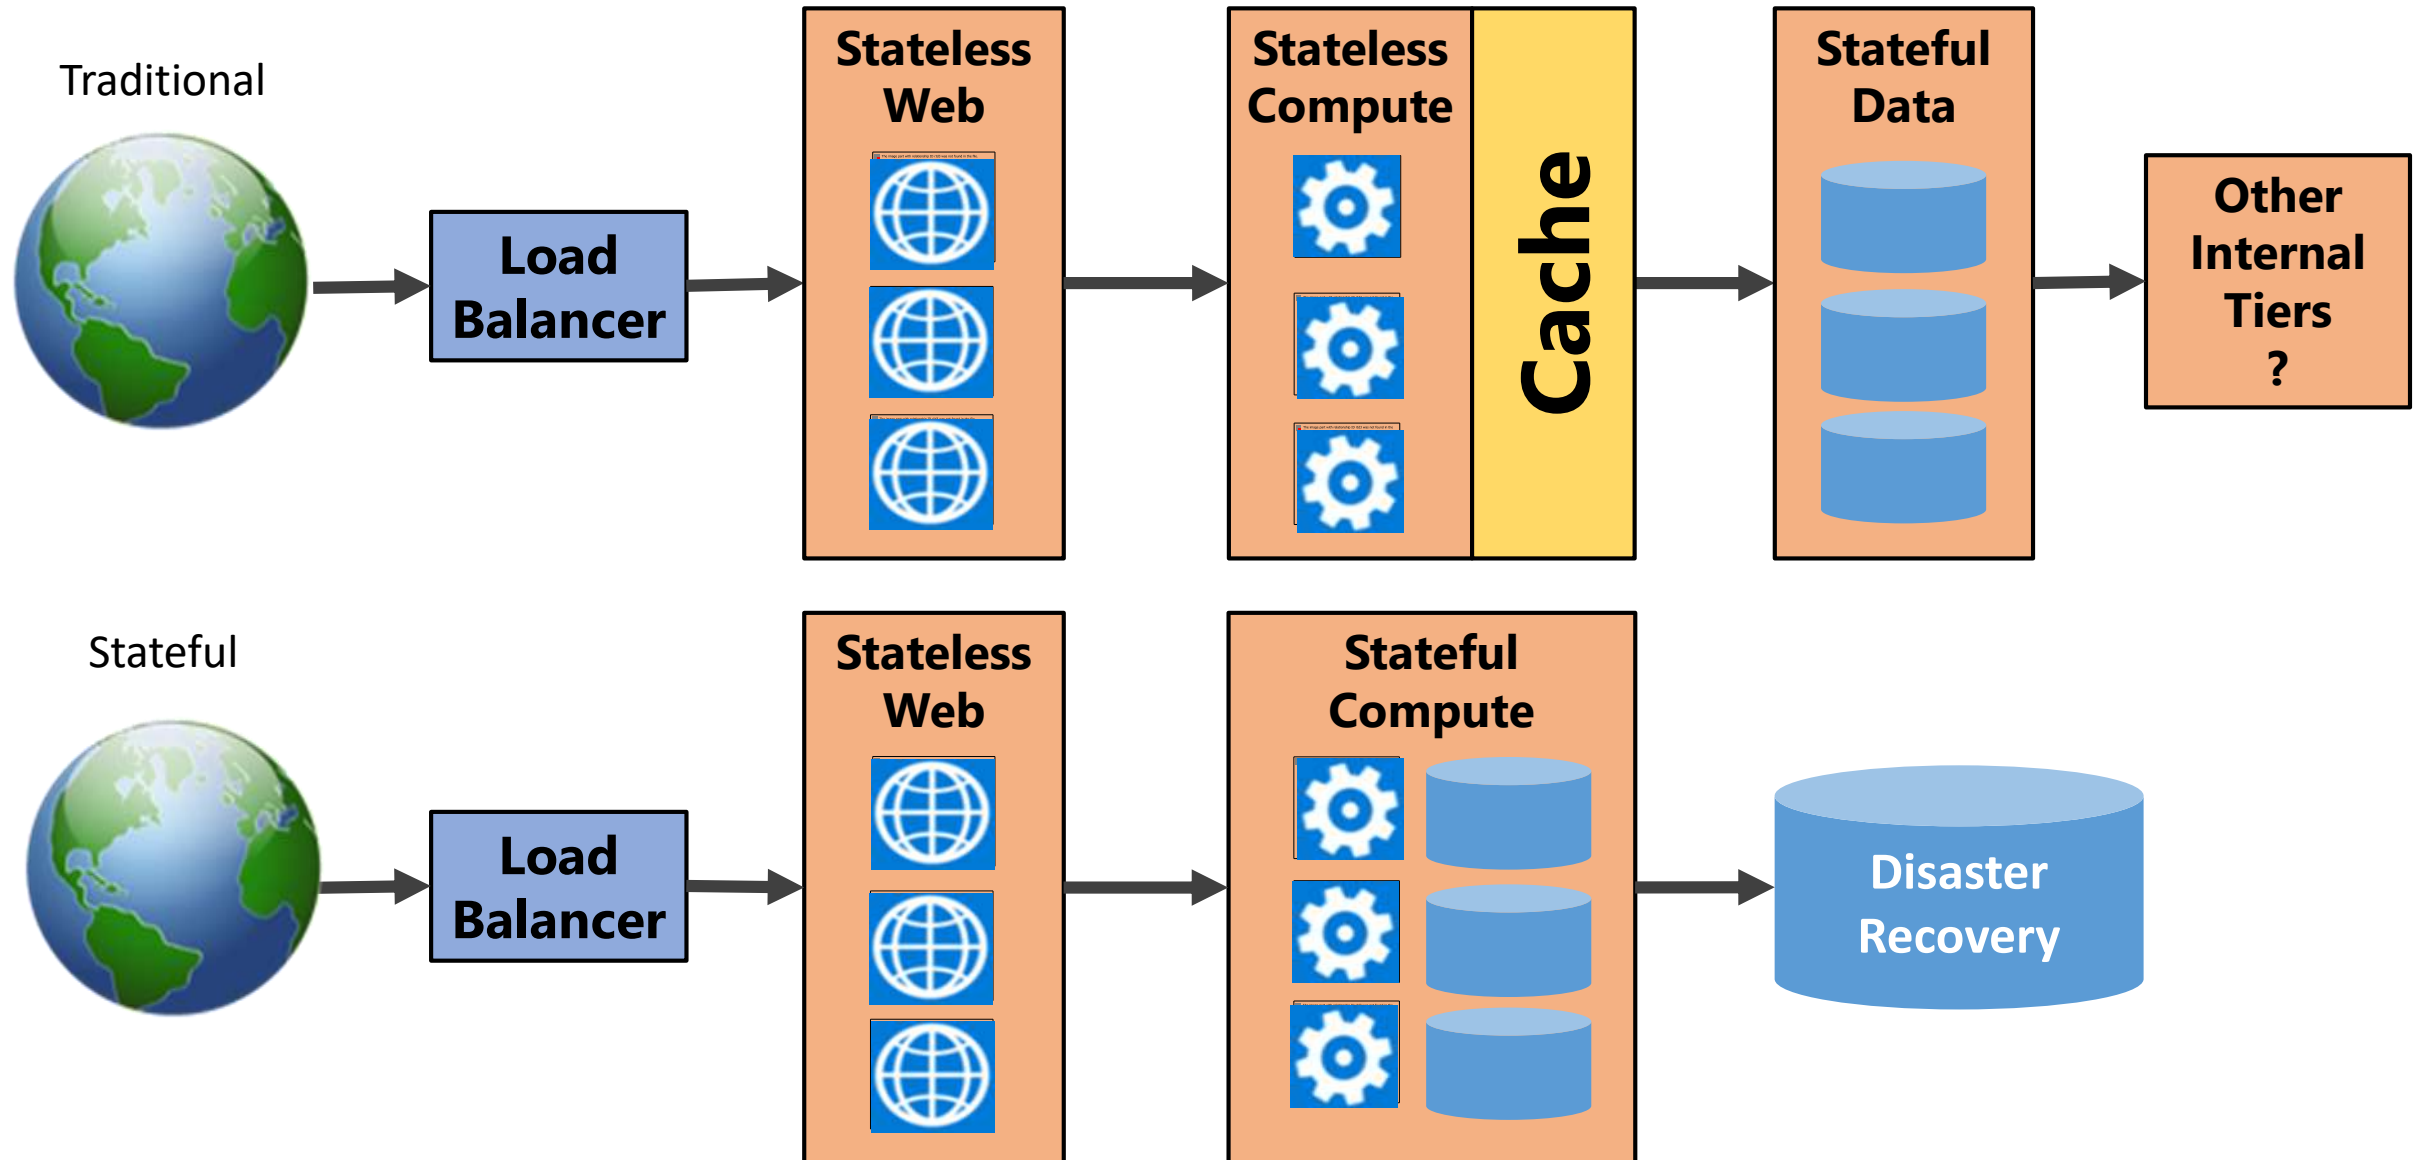 Traditional
Load
Balancer
Stateless
Web
Stateless
Compute
Cache
Stateful
Data
Other
Internal
Tiers
?
Stateful
Load
Balancer
Stateless
Web
Stateful
Compute
Disaster
Recovery